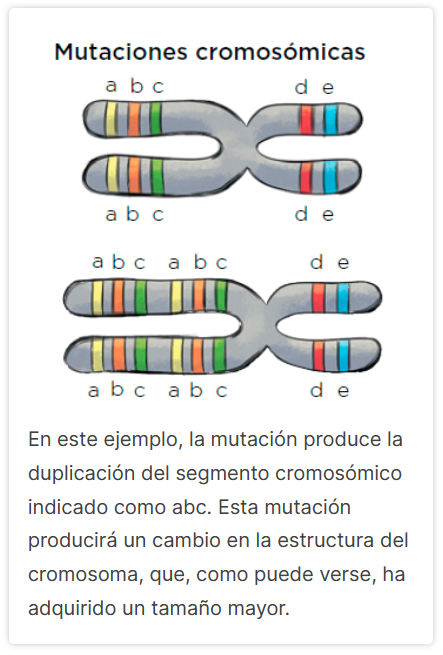 Mutaciones cromosómicas
a b c d e
a b c d e
a b c a b c d e
a b c a b c d e
En este ejemplo, la mutación produce la
duplicación del segmento cromosómico
indicado como abc. Esta mutación
producirá un cambio en la estructura del
cromosoma, que, como puede verse, ha
adquirido un tamaño mayor.